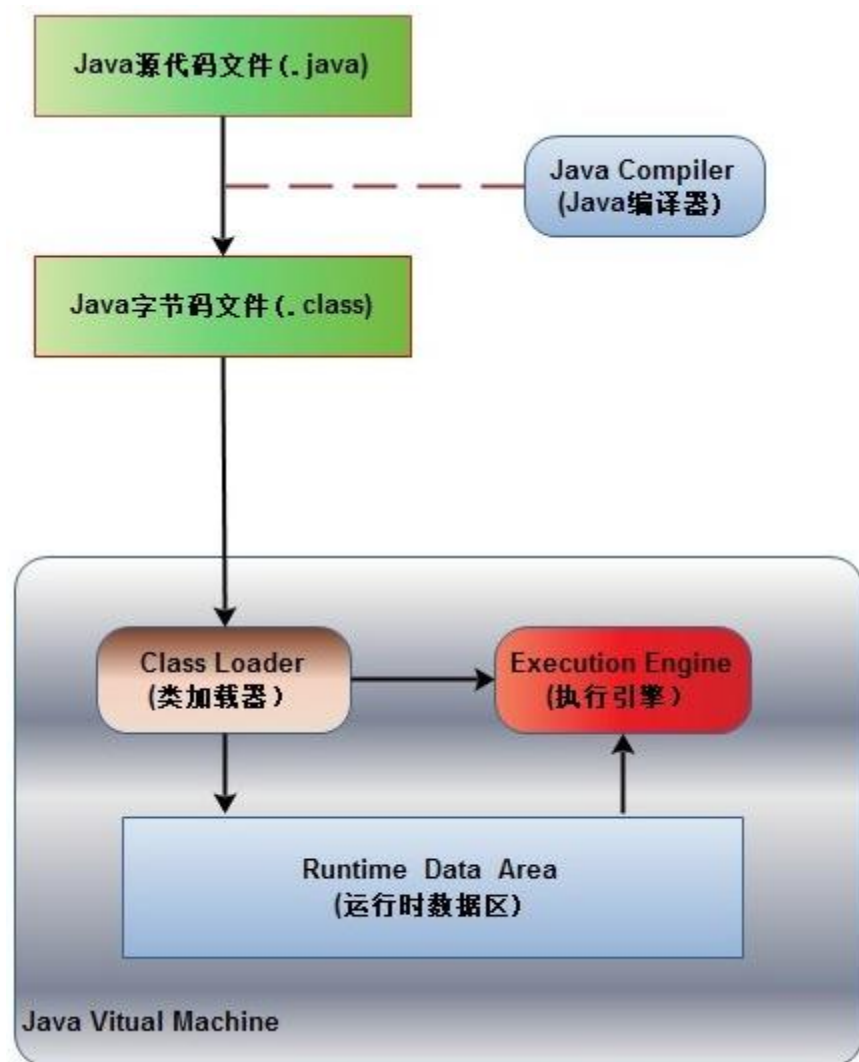 Java源代码文件(.java)
Java Compiler
(Java编译器)
Java字节码文件(.class)
Class Loader
(类加载器)
Execution Engine
(执行引擎)
Runtime Data Area
(运行时数据区)
Java Vitual Machine